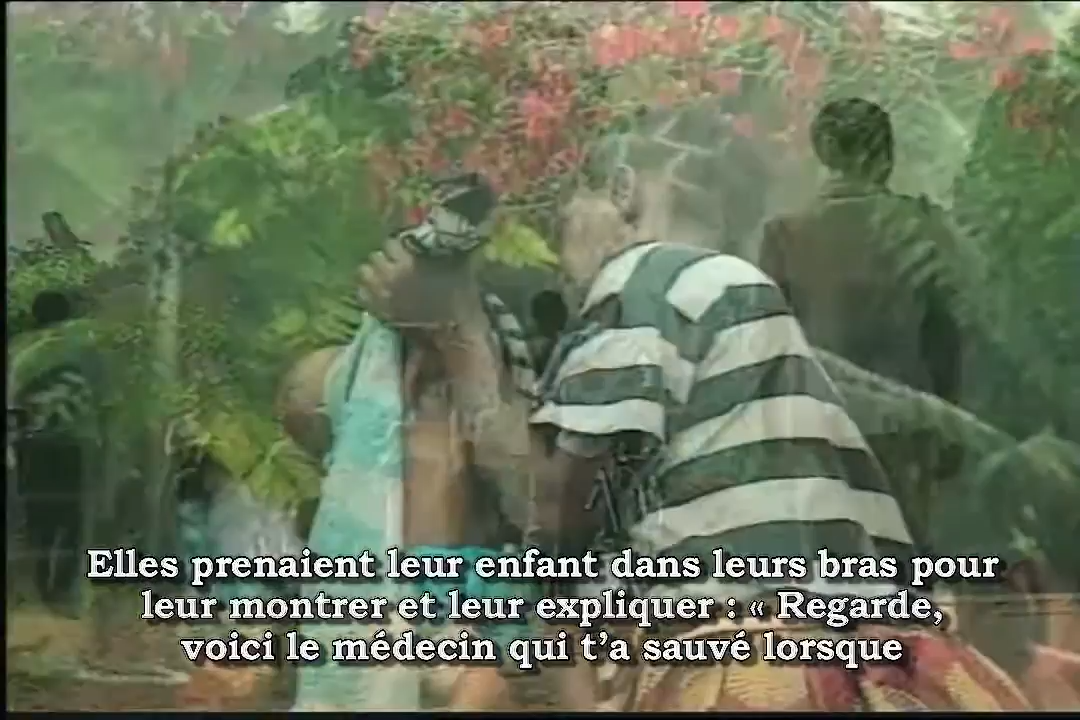 Elles prenaient leur enfant dans leurs bras pour
leur montrer et leur expliquer : « Regarde,
voici le médecin qui t’a sauvé lorsque